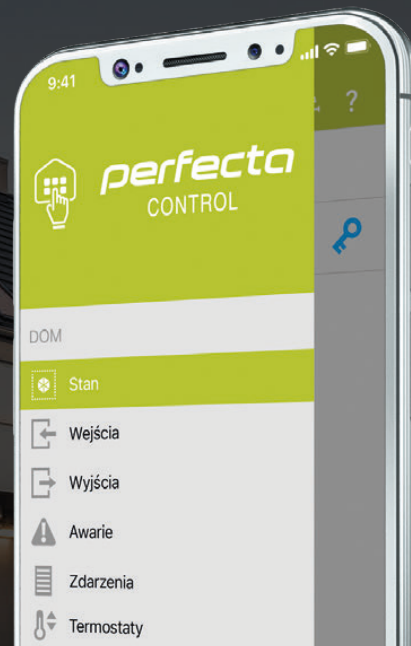 9:41
?
perfecta
CONTROL
DOM
Stan
Wejścia
Wyjścia
Awarie
Zdarzenia
Termostaty